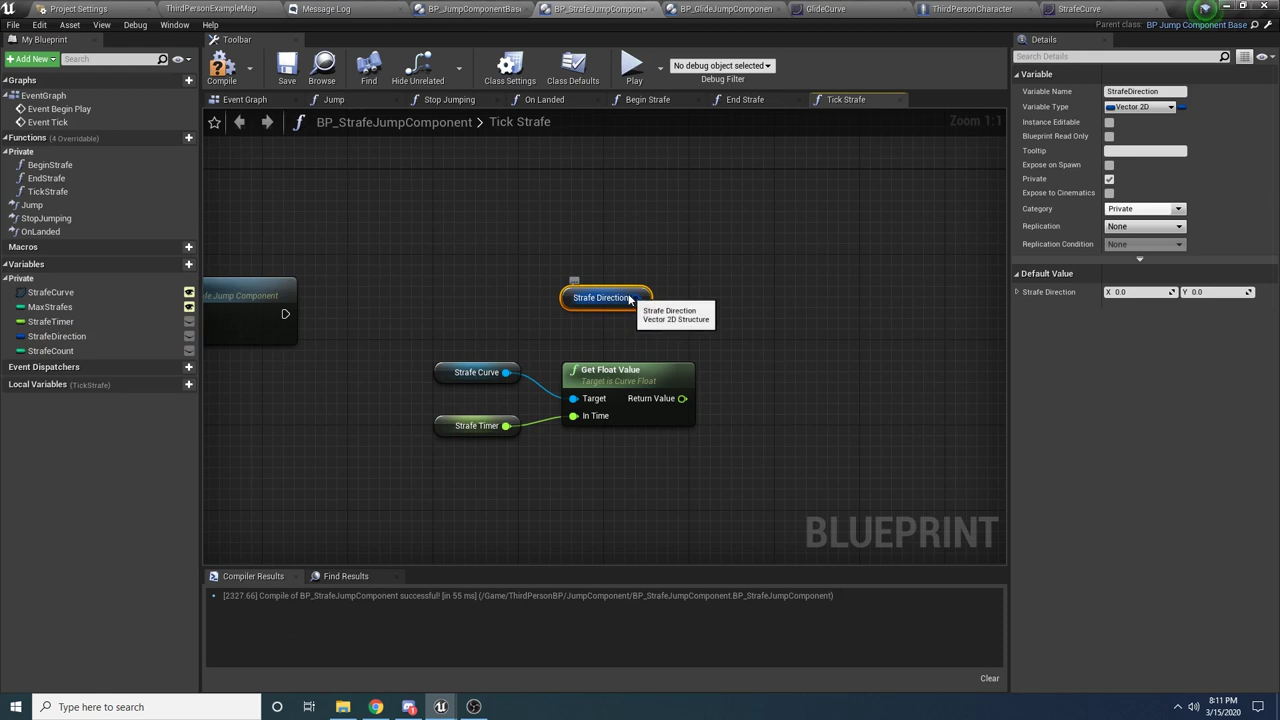 Project Settings
ThirdPersonExampleMap
Message Log
BP_JumpComponentBase
BP_StrafeJumpCompone
BP_GlideJumpComponen
GlideCurve
ThirdPersonCharacter
StrafeCurve
File Edit Asset View Debug Window Help
Parent class: BP Jump Component Base
My Blueprint
Toolbar
Details
Add New
Search
Search Details
Compile
Save
Browse
Find
Hide Unrelated
Class Settings
Class Defaults
Play
No debug object selected
Debug Filter
Graphs
EventGraph
Event Begin Play
Event Tick
Functions (4 Overridable)
Private
BeginStrafe
EndStrafe
TickStrafe
Jump
StopJumping
OnLanded
Macros
Variables
Private
StrafeCurve
MaxStrafes
StrafeTimer
StrafeDirection
StrafeCount
Event Dispatchers
Local Variables (TickStrafe)
Event Graph
Jump
Stop Jumping
On Landed
Begin Strafe
End Strafe
Tick Strafe
BP_StrafeJumpComponent > Tick Strafe
Zoom 1:1
afe Jump Component
Strafe Direction
Strafe Direction
Vector 2D Structure
Strafe Curve
Strafe Timer
Get Float Value
Target is Curve Float
Target
Return Value
In Time
BLUEPRINT
Variable
Variable Name StrafeDirection
Variable Type Vector 2D
Instance Editable
Blueprint Read Only
Tooltip
Expose on Spawn
Private
Expose to Cinematics
Category Private
Replication None
Replication Condition None
Default Value
Strafe Direction X 0.0 Y 0.0
Compiler Results
Find Results
[2327.66] Compile of BP_StrafeJumpComponent successful! [in 55 ms] (/Game/ThirdPersonBP/JumpComponent/BP_StrafeJumpComponent.BP_StrafeJumpComponent)
Clear
Type here to search
8:11 PM
3/15/2020